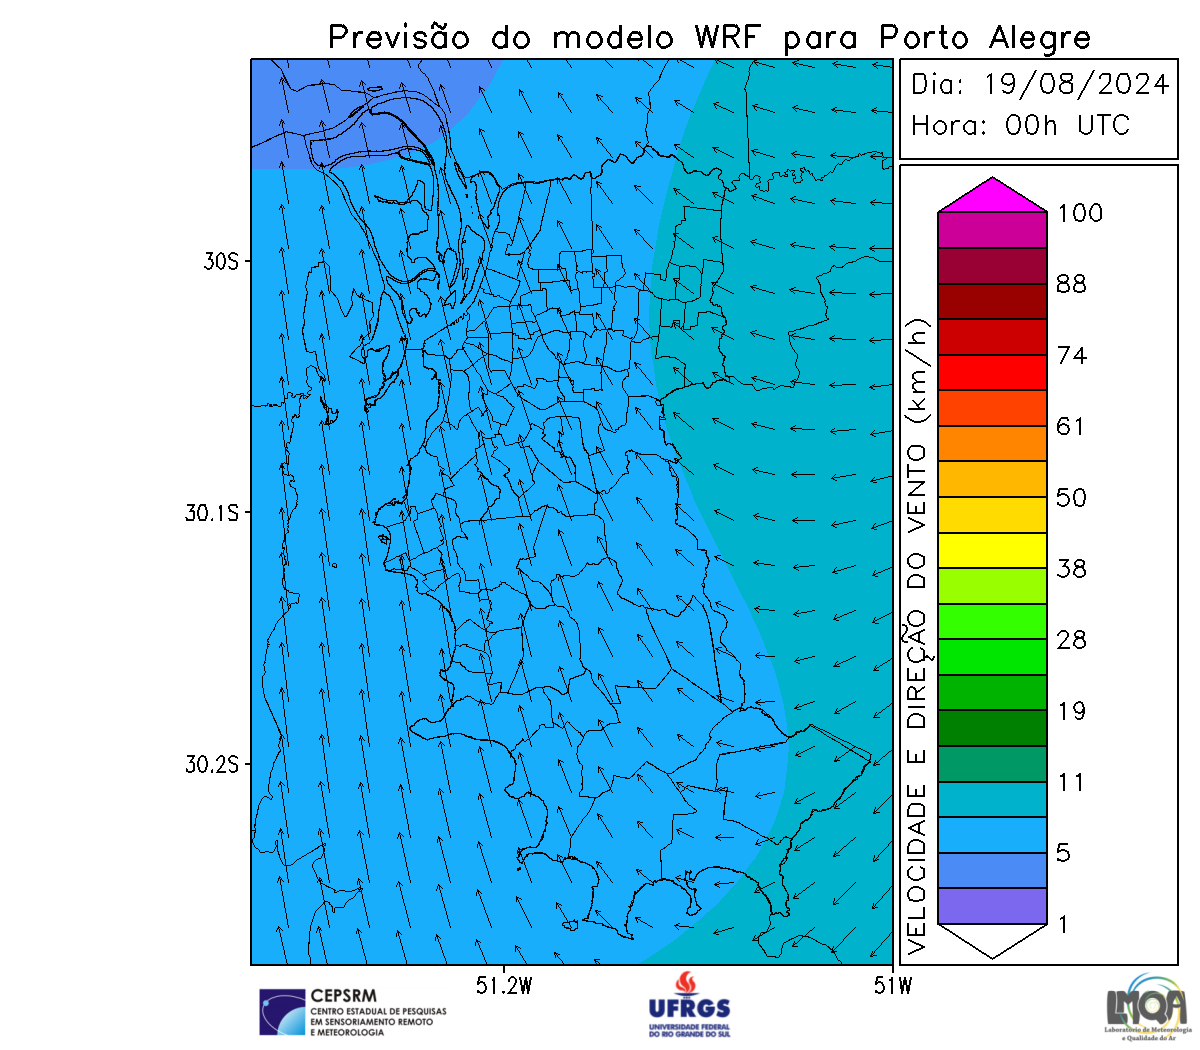 Previsão do modelo WRF para Porto Alegre
Dia: 19/08/2024
Hora: 00h UTC
VELOCIDADE E DIREÇÃO DO VENTO (km/h)
100
88
74
61
50
38
28
19
11
5
1
30S
30.1S
30.2S
51.2W
51W
CEPSRM
CENTRO ESTADUAL DE PESQUISAS
EM SENSORIAMENTO REMOTO
E METEOROLOGIA
UFRGS
UNIVERSIDADE FEDERAL
DO RIO GRANDE DO SUL
LMQA
Laboratório de Meteorologia
e Qualidade do Ar